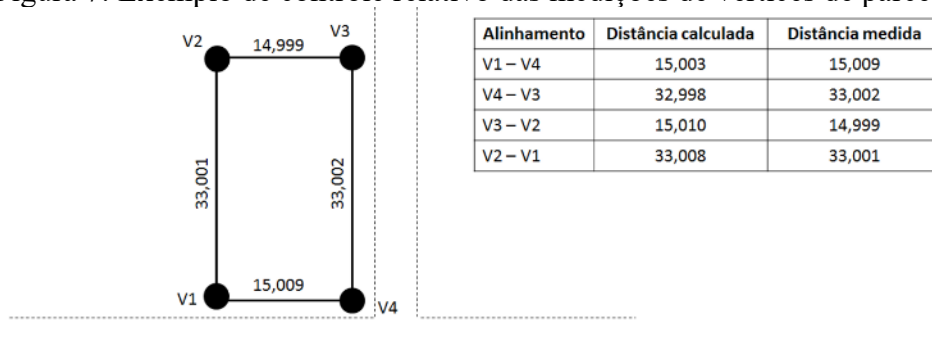 Figura 7: Exemplo de controle relativo das medições de vértices de
V2
14,999
V3
33,001
33,002
V1
15,009
V4
Alinhamento Distância calculada Distância medida
V1 – V4 15,003 15,009
V4 – V3 32,998 33,002
V3 – V2 15,010 14,999
V2 – V1 33,008 33,001